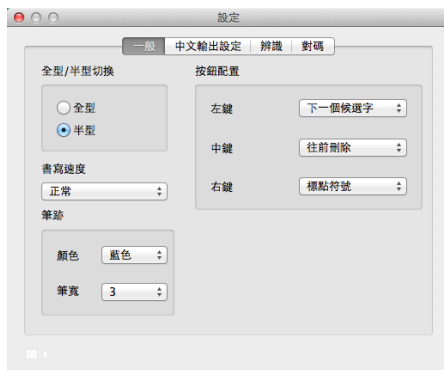 設定
一般 中文輸出設定 辨識 對碼
全型/半型切換
全型
半型
書寫速度
正常
筆跡
顏色 藍色
筆寬 3
按鈕配置
左鍵 下一個候選字
中鍵 往前刪除
右鍵 標點符號